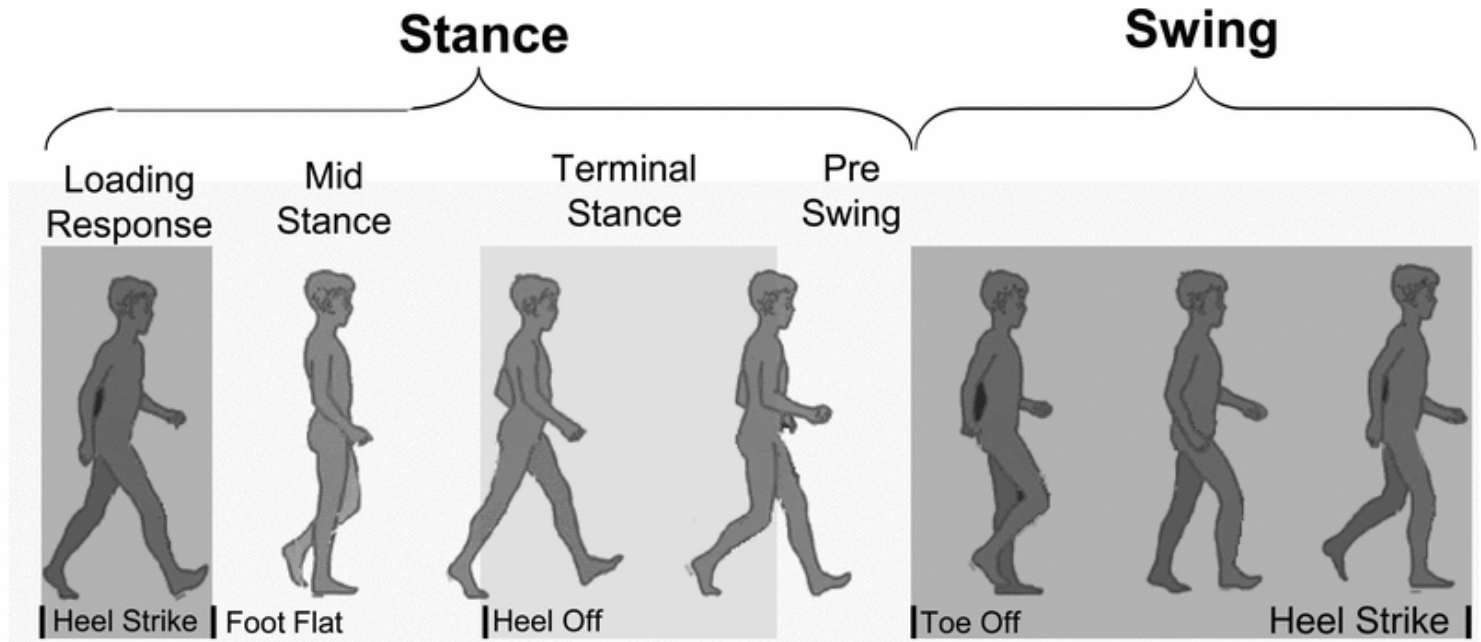 Stance
Swing
Loading
Response
Mid
Stance
Terminal
Stance
Pre
Swing
Heel Strike
Foot Flat
Heel Off
Toe Off
Heel Strike